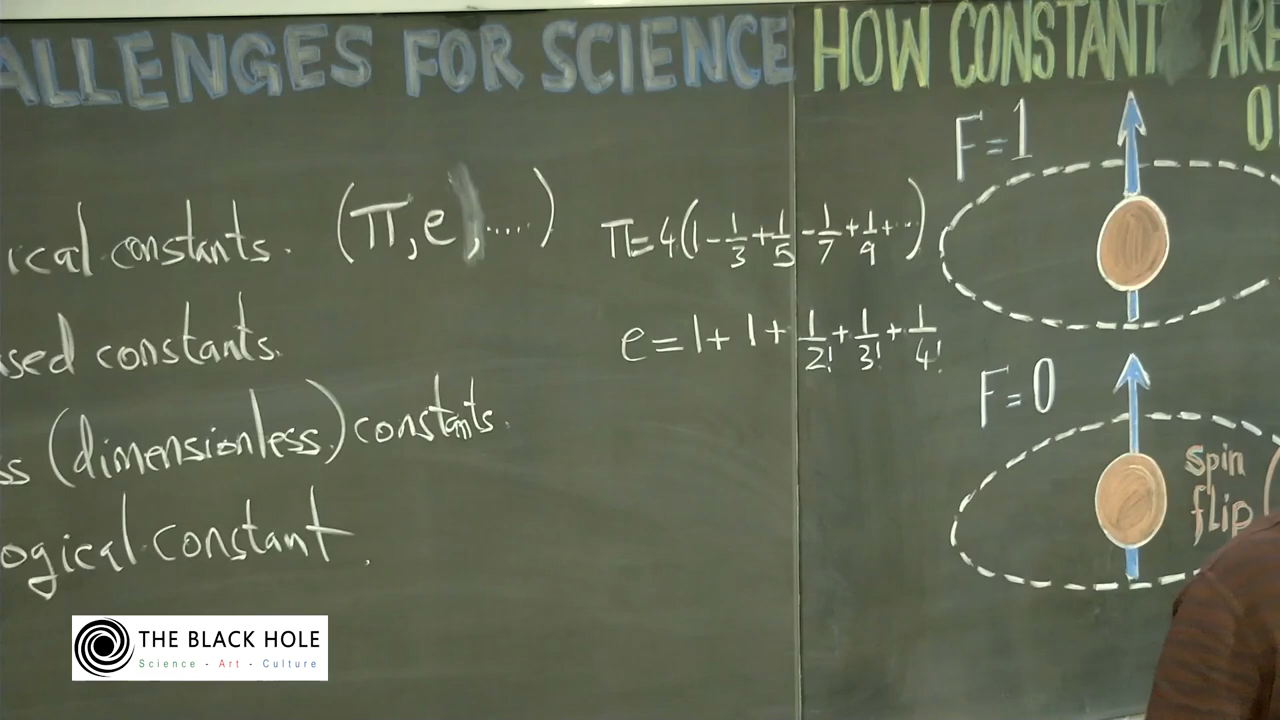 ALLENGES FOR SCIENCE HOW CONSTANT ARE
ical constants. (π, e, ....) π=4(1-1/3+1/5-1/7+1/9+..)
sed constants. e=1+1+1/2!+1/3!+1/4!
ss (dimensionless) constants.
ogical constant.
F=1
F=0
spin
flip
THE BLACK HOLE
Science - Art - Culture